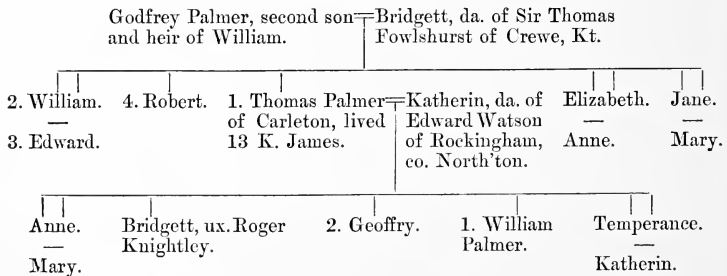 Godfrey Palmer, second son=Bridgett, da. of Sir Thomas
and heir of William. Fowlshurst of Crewe, Kt.
2. William. 4. Robert. 1. Thomas Palmer=Katherin, da. of Elizabeth. Jane.
— of Carleton, lived Edward Watson — —
3. Edward. 13 K. James. of Rockingham, Anne. Mary.
co. North'ton.
Anne. Bridgett, ux. Roger 2. Geoffry. 1. William Temperance.
— Knightley. Palmer. —
Mary. Katherin.